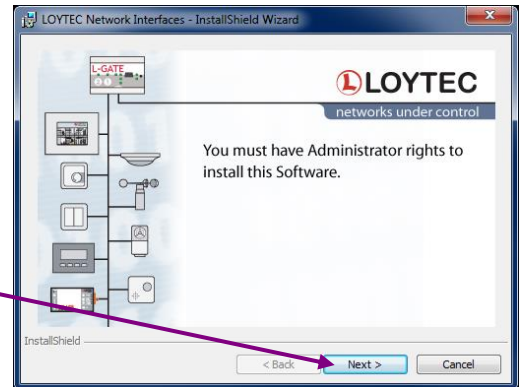 LOYTEC Network Interfaces - InstallShield Wizard
L-GATE
LOYTEC
networks under control
You must have Administrator rights to
install this Software.
InstallShield
< Back Next > Cancel